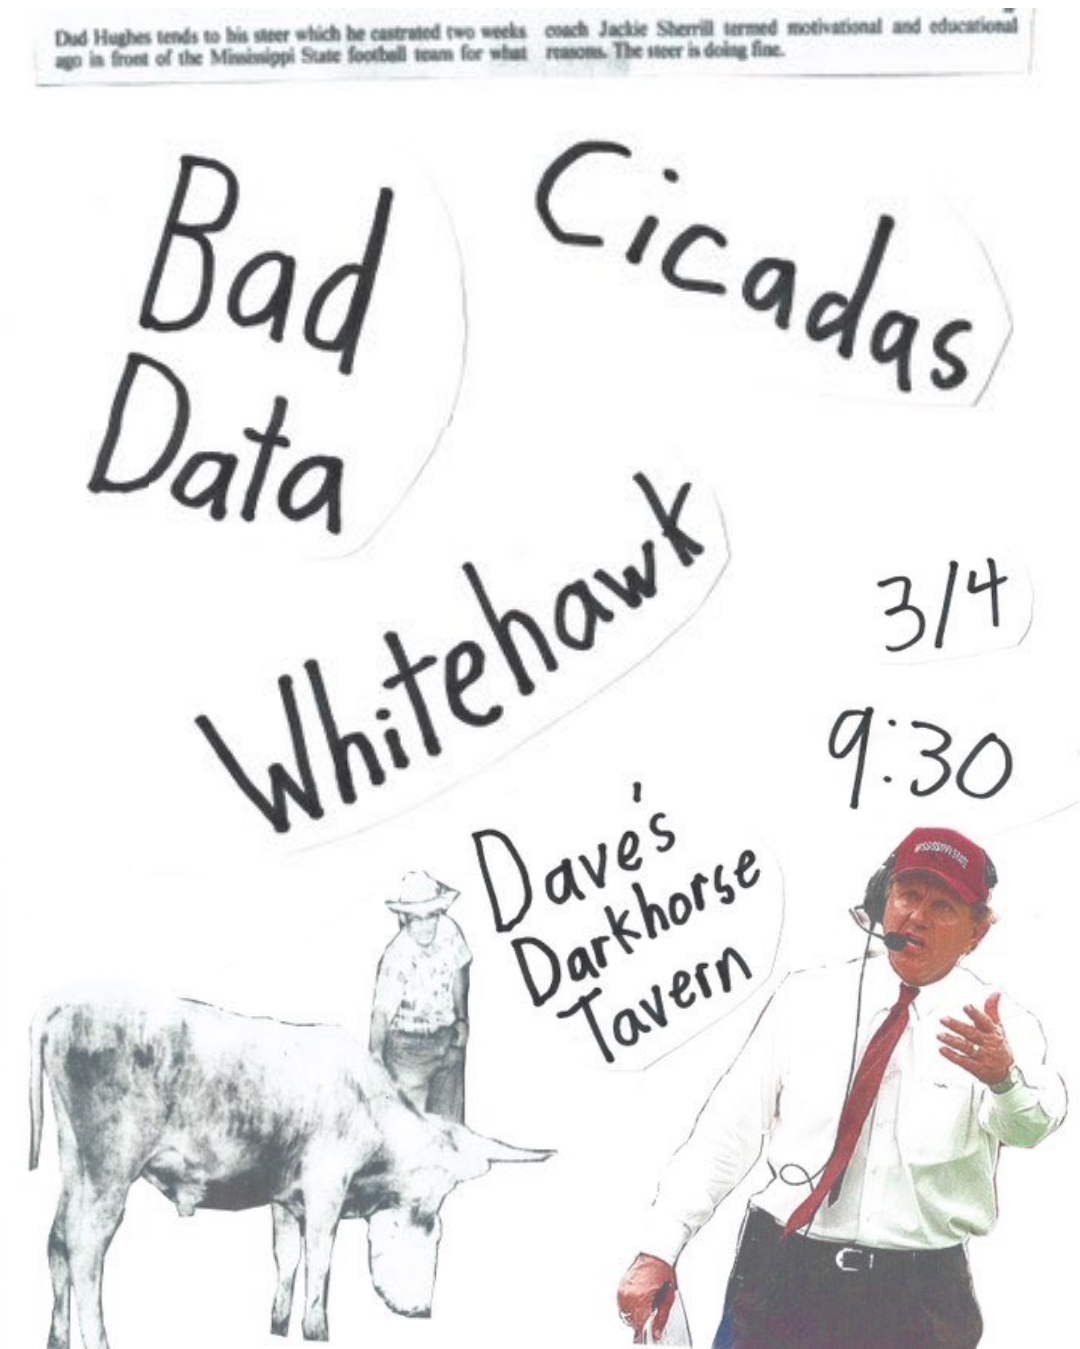 Dud Hughes tends to his steer which he castrated two weeks
ago in front of the Mississippi State football team for what
coach Jackie Sherrill termed motivational and educational
reasons. The steer is doing fine.
Bad
Data
Cicadas
Whitehawk
3/4
9:30
Dave's
Darkhorse
Tavern
MISSISSIPPI STATE